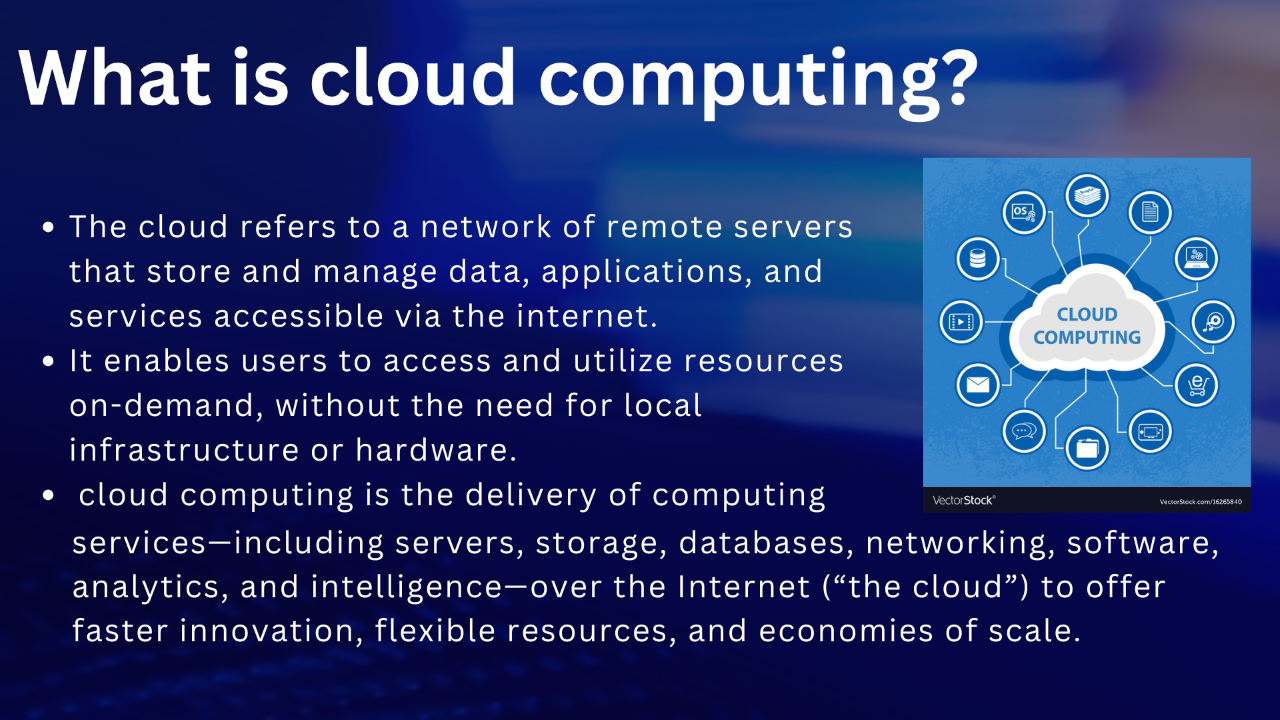 What is cloud computing?
• The cloud refers to a network of remote servers
that store and manage data, applications, and
services accessible via the internet.
• It enables users to access and utilize resources
on-demand, without the need for local
infrastructure or hardware.
• cloud computing is the delivery of computing
services—including servers, storage, databases, networking, software,
analytics, and intelligence—over the Internet (“the cloud”) to offer
faster innovation, flexible resources, and economies of scale.
OS
CLOUD
COMPUTING
e
VectorStock®
VectorStock.com/16265840